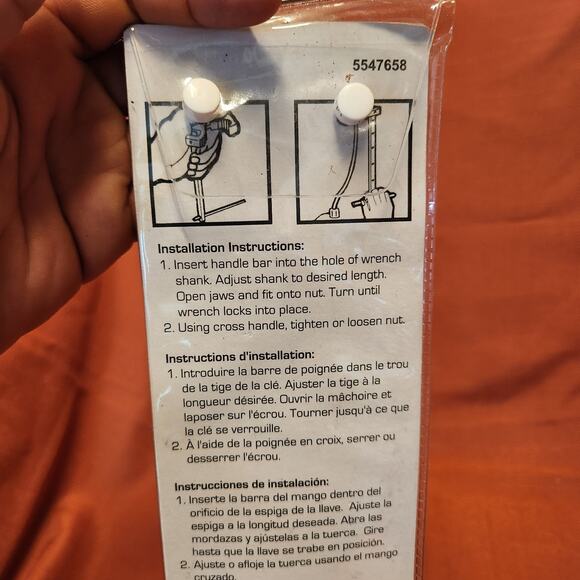 5547658
Installation Instructions:
1. Insert handle bar into the hole of wrench
shank. Adjust shank to desired length.
Open jaws and fit onto nut. Turn until
wrench locks into place.
2. Using cross handle, tighten or loosen nut.
Instructions d'installation:
1. Introduire la barre de poignée dans le trou
de la tige de la clé. Ajuster la tige à la
longueur désirée. Ouvrir la mâchoire et
laposer sur l'écrou. Tourner jusqu'à ce que
la clé se verrouille.
2. À l'aide de la poignée en croix, serrer ou
desserrer l'écrou.
Instrucciones de instalación:
1. Inserte la barra del mango dentro del
orificio de la espiga de la llave. Ajuste la
espiga a la longitud deseada. Abra las
mordazas y ajústelas a la tuerca. Gire
hasta que la llave se trabe en posición.
2. Ajuste o afloje la tuerca usando el mango
cruzado.